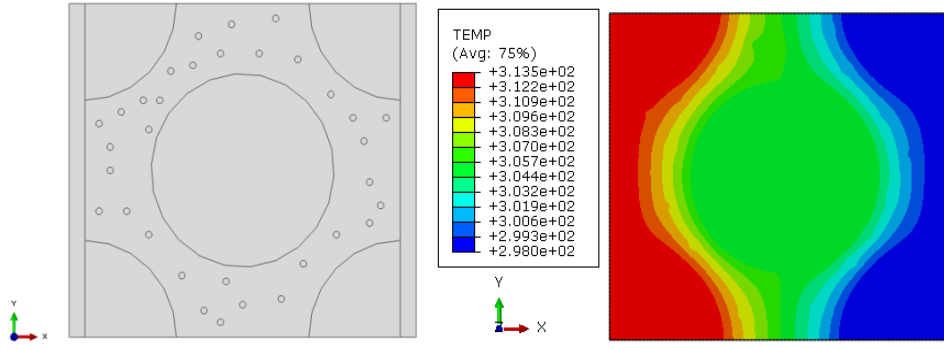 Y
X
TEMP
(Avg: 75%)
+3.135e+02
+3.122e+02
+3.109e+02
+3.096e+02
+3.083e+02
+3.070e+02
+3.057e+02
+3.044e+02
+3.032e+02
+3.019e+02
+3.006e+02
+2.993e+02
+2.980e+02
Y
Z
X